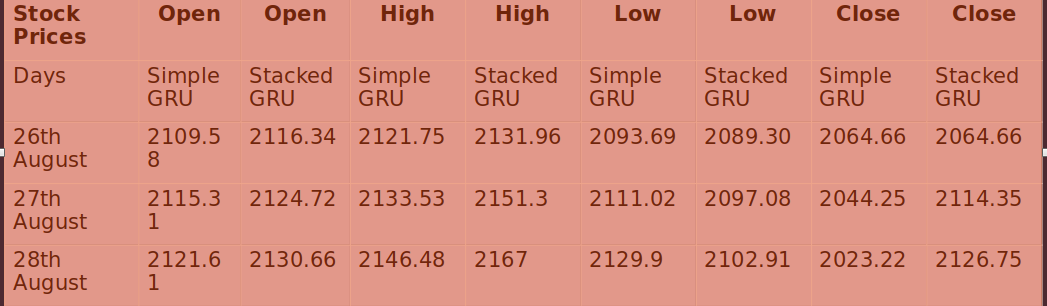 Stock Prices Open Open High High Low Low Close Close
Days Simple GRU Stacked GRU Simple GRU Stacked GRU Simple GRU Stacked GRU Simple GRU Stacked GRU
26th August 2109.58 2116.34 2121.75 2131.96 2093.69 2089.30 2064.66 2064.66
27th August 2115.31 2124.72 2133.53 2151.3 2111.02 2097.08 2044.25 2114.35
28th August 2121.61 2130.66 2146.48 2167 2129.9 2102.91 2023.22 2126.75